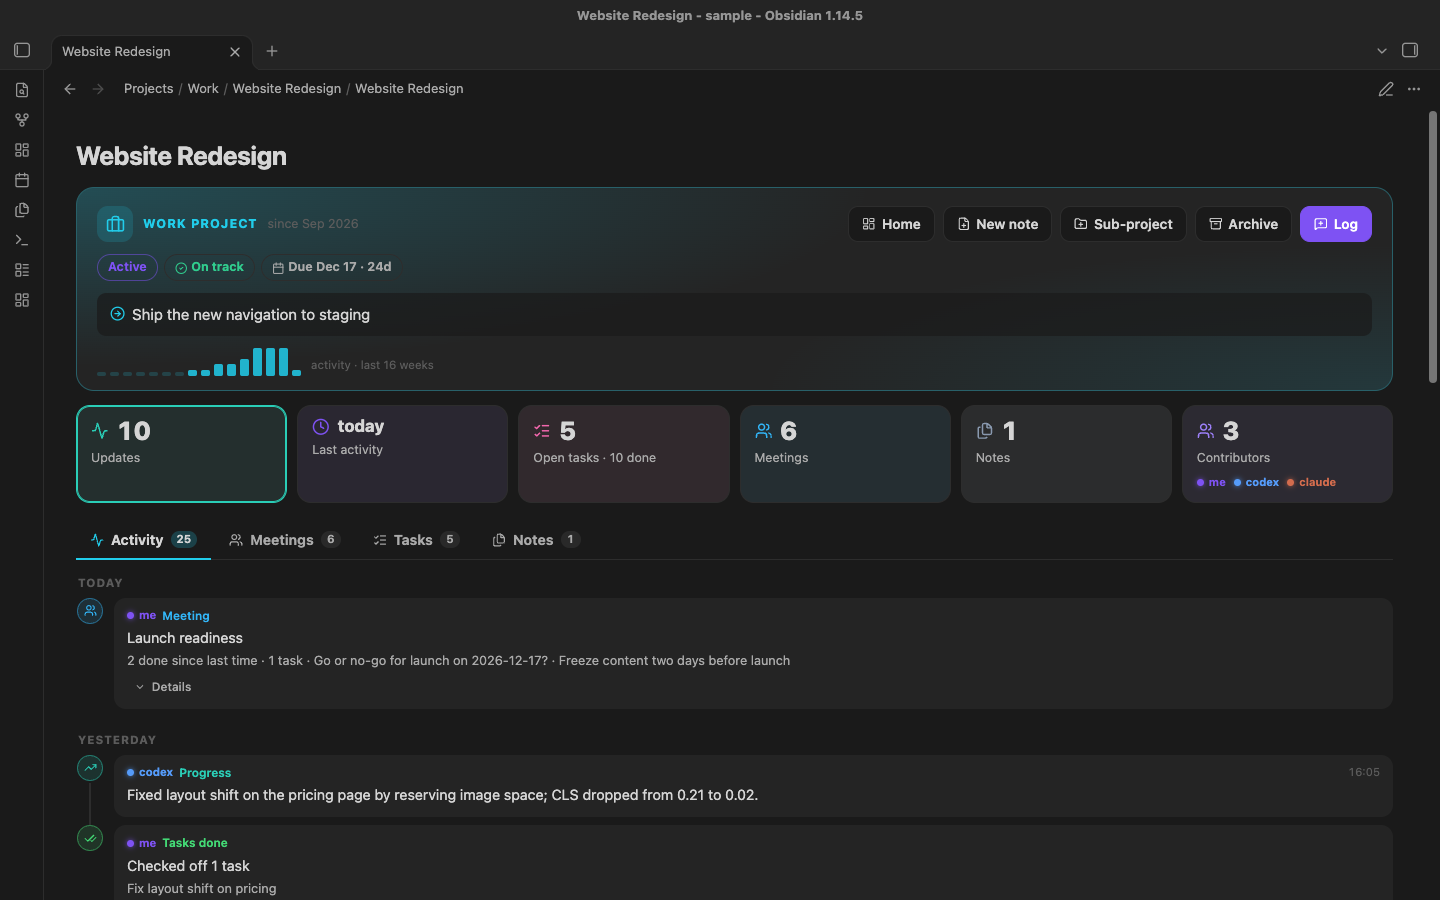 Website Redesign - sample - Obsidian 1.14.5
Website Redesign
Projects / Work / Website Redesign / Website Redesign
Website Redesign
WORK PROJECT since Sep 2026
Home New note Sub-project Archive Log
Active On track Due Dec 17 · 24d
Ship the new navigation to staging
activity · last 16 weeks
10
Updates
today
Last activity
5
Open tasks · 10 done
6
Meetings
1
Notes
3
Contributors
me codex claude
Activity 25 Meetings 6 Tasks 5 Notes 1
TODAY
me Meeting
Launch readiness
2 done since last time · 1 task · Go or no-go for launch on 2026-12-17? · Freeze content two days before launch
Details
YESTERDAY
codex Progress 16:05
Fixed layout shift on the pricing page by reserving image space; CLS dropped from 0.21 to 0.02.
me Tasks done
Checked off 1 task
Fix layout shift on pricing